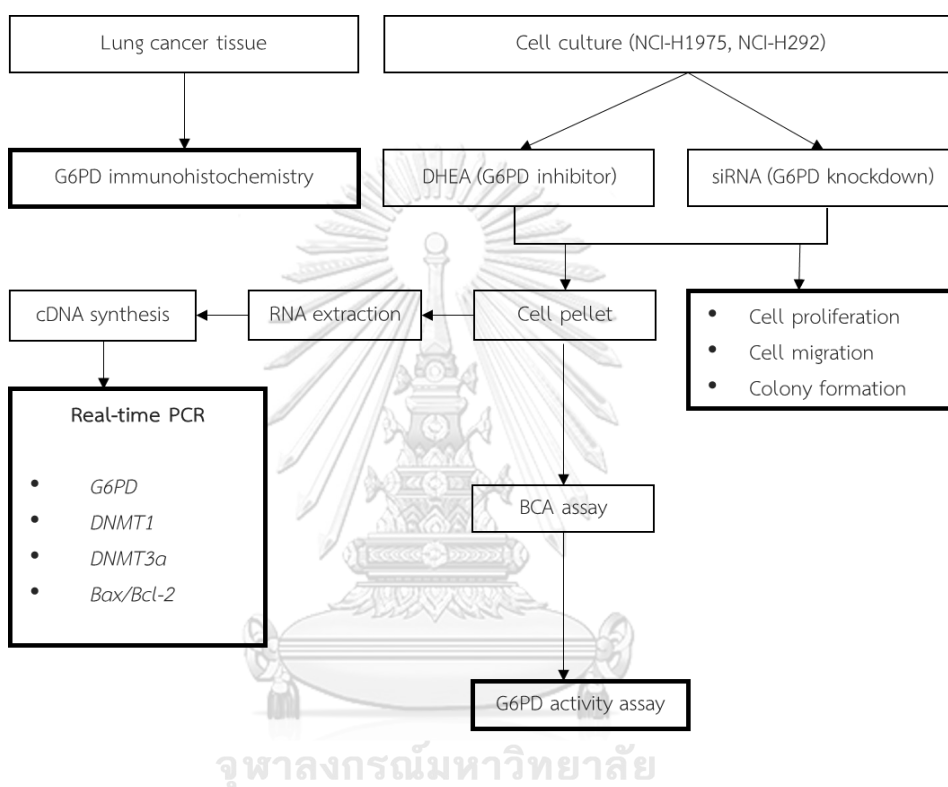 Lung cancer tissue
Cell culture (NCI-H1975, NCI-H292)
G6PD immunohistochemistry
DHEA (G6PD inhibitor)
siRNA (G6PD knockdown)
cDNA synthesis
RNA extraction
Cell pellet
• Cell proliferation
• Cell migration
• Colony formation
Real-time PCR
• G6PD
• DNMT1
• DNMT3a
• Bax/Bcl-2
BCA assay
G6PD activity assay
จุฬาลงกรณ์มหาวิทยาลัย